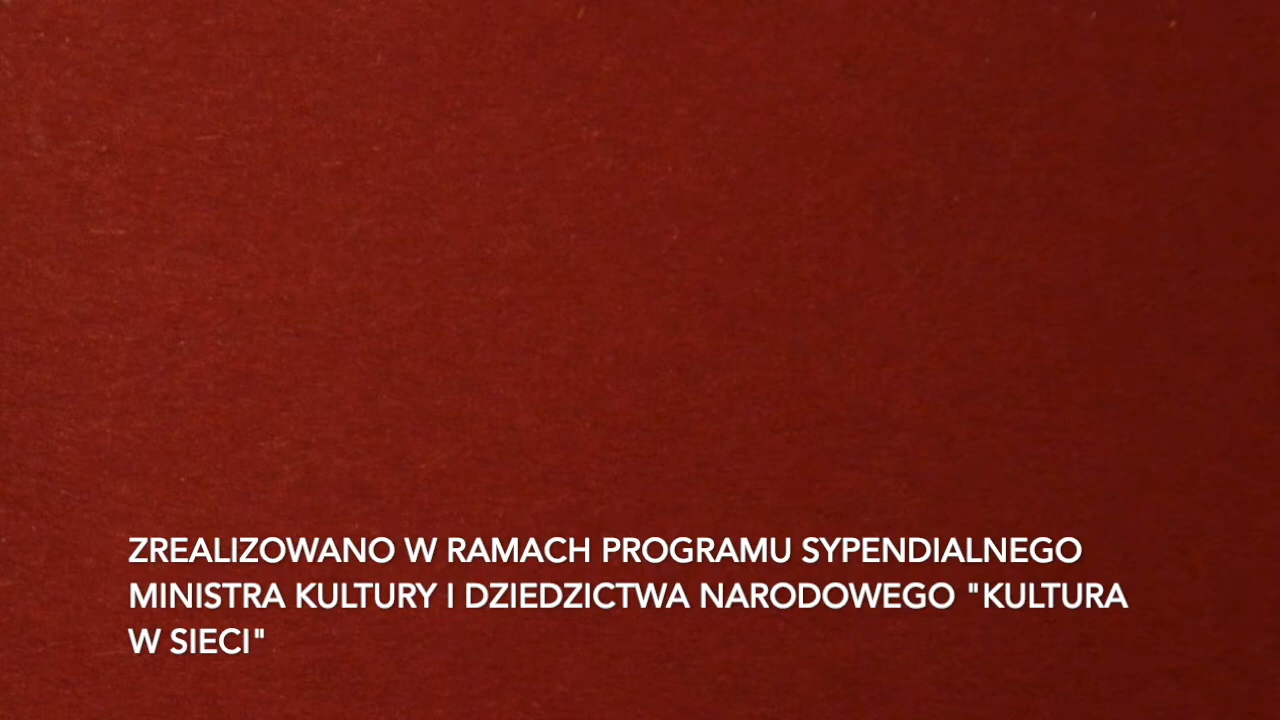 ZREALIZOWANO W RAMACH PROGRAMU SYPENDIALNEGO
MINISTRA KULTURY I DZIEDZICTWA NARODOWEGO "KULTURA
W SIECI"